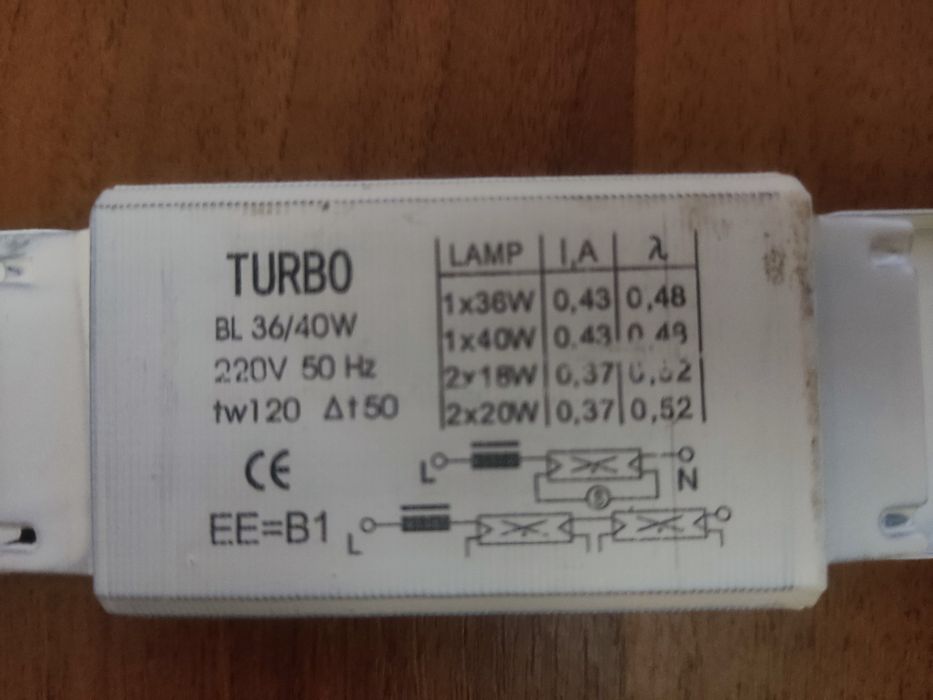 TURBO
BL 36/40W
220V 50 Hz
tw120 Δt50
CE
EE=B1
LAMP I,A λ
1x36W 0,43 0,48
1x40W 0,43
2x18W 0,37
2x20W 0,37 0,52
L N
S
L